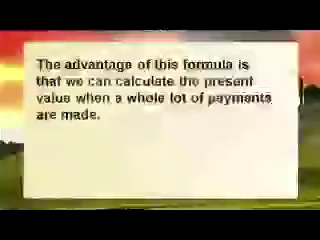 The advantage of this formula is
that we can calculate the present
value when a whole lot of payments
are made.